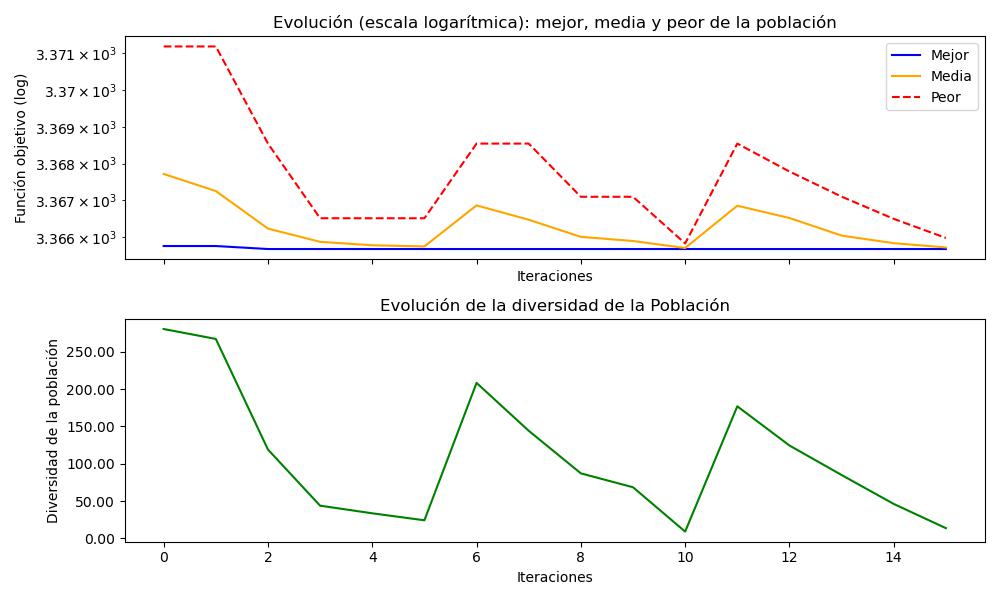 Evolución (escala logarítmica): mejor, media y peor de la población
3.371 × 10³
3.37 × 10³
3.369 × 10³
3.368 × 10³
3.367 × 10³
3.366 × 10³
Función objetivo (log)
Mejor
Media
Peor
Iteraciones
Evolución de la diversidad de la Población
250.00
200.00
150.00
100.00
50.00
0.00
Diversidad de la población
0 2 4 6 8 10 12 14
Iteraciones